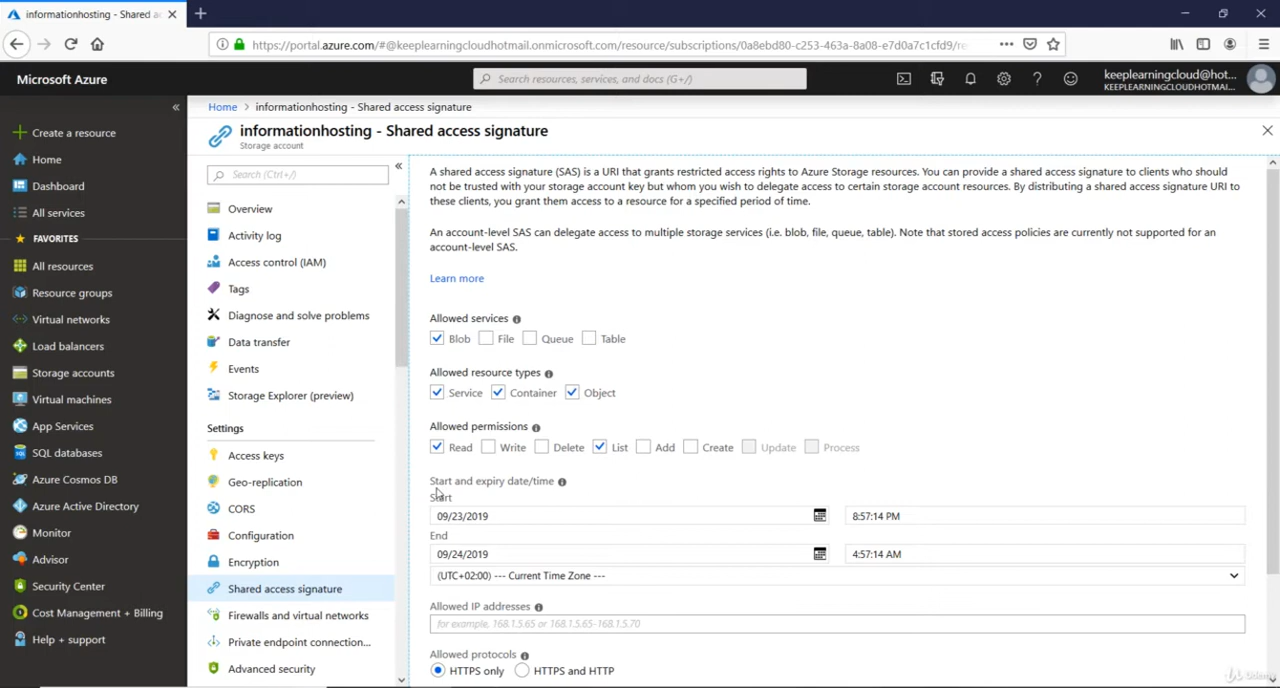 informationhosting - Shared a
https://portal.azure.com/#@keeplearningcloudhotmail.onmicrosoft.com/resource/subscriptions/0a8ebd80-c253-463a-8a08-e7d0a7c1cfd9/re
Microsoft Azure
Search resources, services, and docs (G+/)
keeplearningcloud@hot...
KEEPLEARNINGCLOUDHOTMAIL....
Create a resource
Home
Dashboard
All services
FAVORITES
All resources
Resource groups
Virtual networks
Load balancers
Storage accounts
Virtual machines
App Services
SQL databases
Azure Cosmos DB
Azure Active Directory
Monitor
Advisor
Security Center
Cost Management + Billing
Help + support
Home > informationhosting - Shared access signature
informationhosting - Shared access signature
Storage account
Search (Ctrl+/)
Overview
Activity log
Access control (IAM)
Tags
Diagnose and solve problems
Data transfer
Events
Storage Explorer (preview)
Settings
Access keys
Geo-replication
CORS
Configuration
Encryption
Shared access signature
Firewalls and virtual networks
Private endpoint connection...
Advanced security
A shared access signature (SAS) is a URI that grants restricted access rights to Azure Storage resources. You can provide a shared access signature to clients who should
not be trusted with your storage account key but whom you wish to delegate access to certain storage account resources. By distributing a shared access signature URI to
these clients, you grant them access to a resource for a specified period of time.
An account-level SAS can delegate access to multiple storage services (i.e. blob, file, queue, table). Note that stored access policies are currently not supported for an
account-level SAS.
Learn more
Allowed services
Blob File Queue Table
Allowed resource types
Service Container Object
Allowed permissions
Read Write Delete List Add Create Update Process
Start and expiry date/time
Start
09/23/2019 8:57:14 PM
End
09/24/2019 4:57:14 AM
(UTC+02:00) --- Current Time Zone ---
Allowed IP addresses
for example, 168.1.5.65 or 168.1.5.65-168.1.5.70
Allowed protocols
HTTPS only HTTPS and HTTP
Udemy